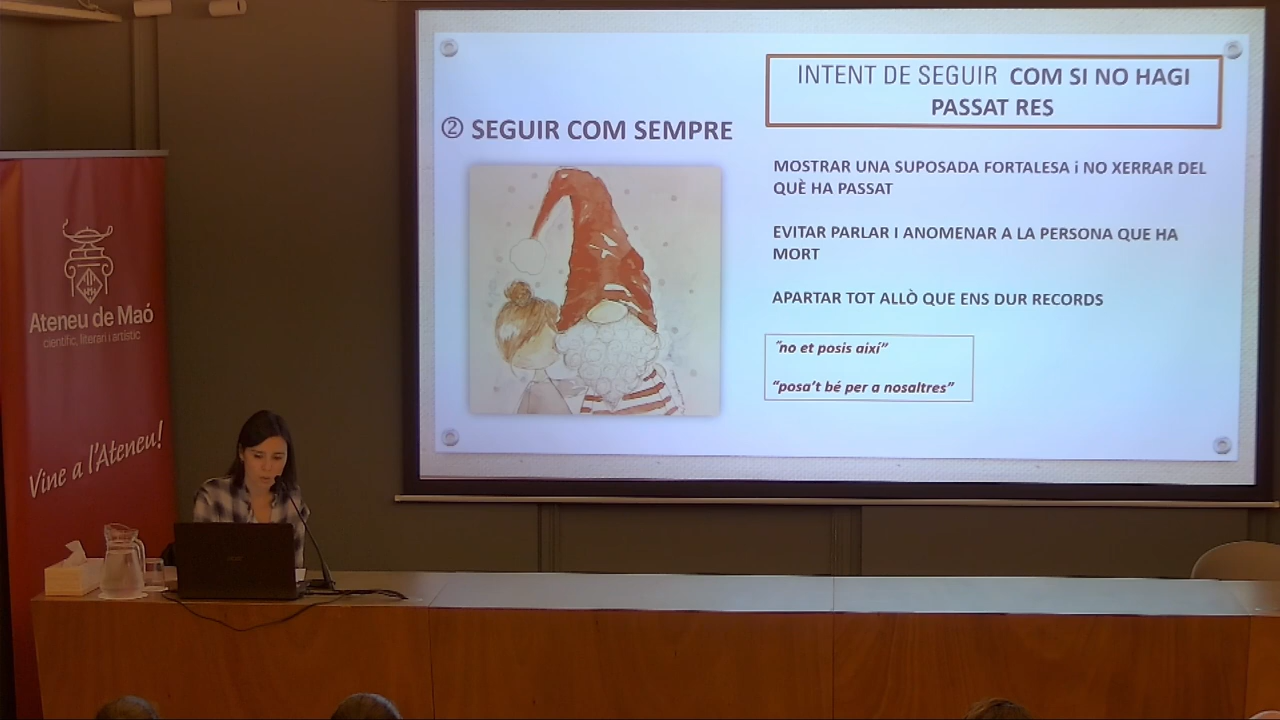 INTENT DE SEGUIR COM SI NO HAGI
PASSAT RES
② SEGUIR COM SEMPRE
MOSTRAR UNA SUPOSADA FORTALESA i NO XERRAR DEL
QUÈ HA PASSAT
EVITAR PARLAR I ANOMENAR A LA PERSONA QUE HA
MORT
APARTAR TOT ALLÒ QUE ENS DUR RECORDS
"no et posis així"
"posa't bé per a nosaltres"
Ateneu de Maó
científic, literari i artístic
Vine a l'Ateneu!